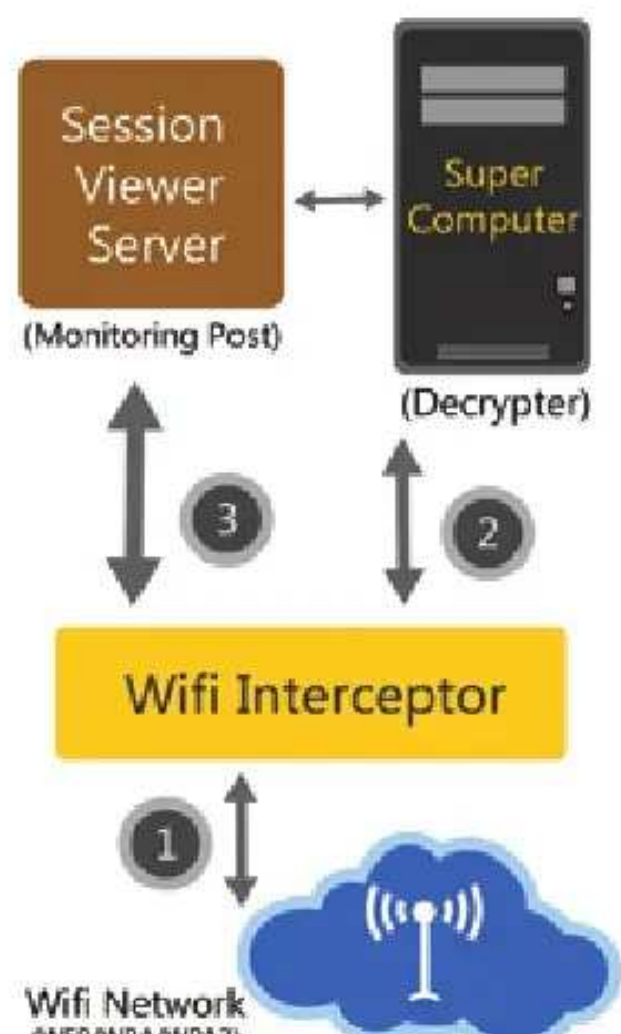 Session
Viewer
Server
Super
Computer
(Monitoring Post)
(Decrypter)
3
2
Wifi Interceptor
1
Wifi Network